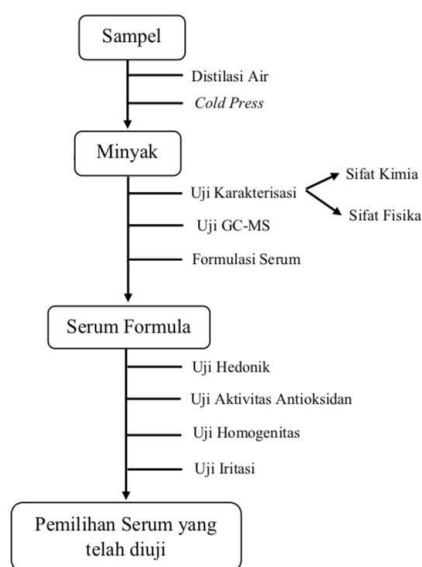 Sampel
Distilasi Air
Cold Press
Minyak
Uji Karakterisasi
Sifat Kimia
Sifat Fisika
Uji GC-MS
Formulasi Serum
Serum Formula
Uji Hedonik
Uji Aktivitas Antioksidan
Uji Homogenitas
Uji Iritasi
Pemilihan Serum yang
telah diuji